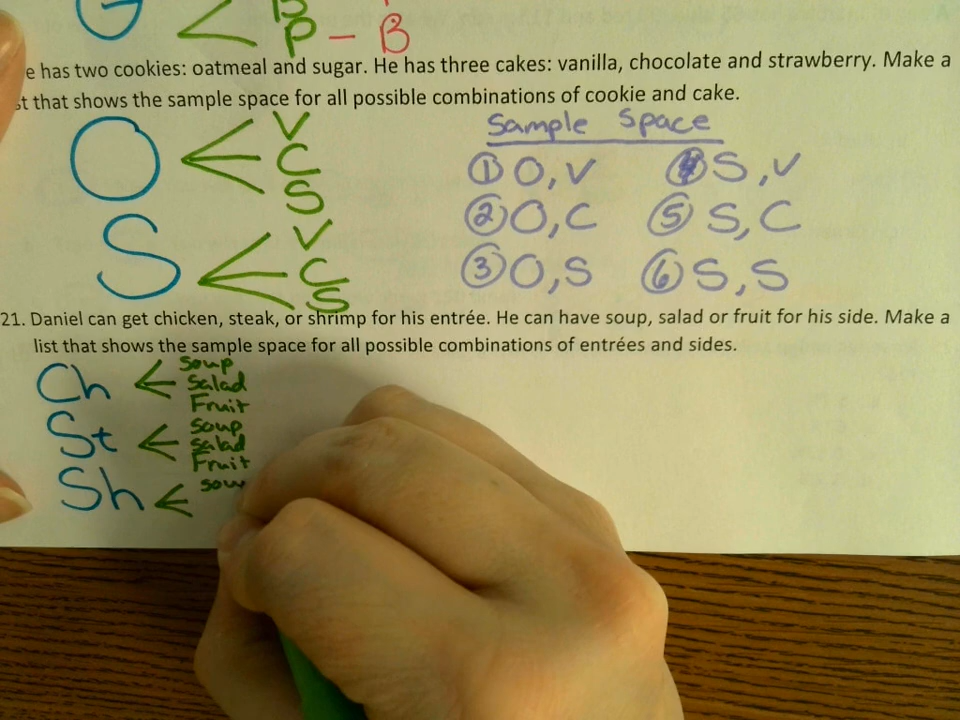 G < P
P - B
e has two cookies: oatmeal and sugar. He has three cakes: vanilla, chocolate and strawberry. Make a
st that shows the sample space for all possible combinations of cookie and cake.
O < V
C
S
S < V
C
S
Sample Space
① O, V ④ S, V
② O, C ⑤ S, C
③ O, S ⑥ S, S
21. Daniel can get chicken, steak, or shrimp for his entrée. He can have soup, salad or fruit for his side. Make a
list that shows the sample space for all possible combinations of entrées and sides.
Ch < Soup
Salad
Fruit
St < Soup
Salad
Fruit
Sh < sou